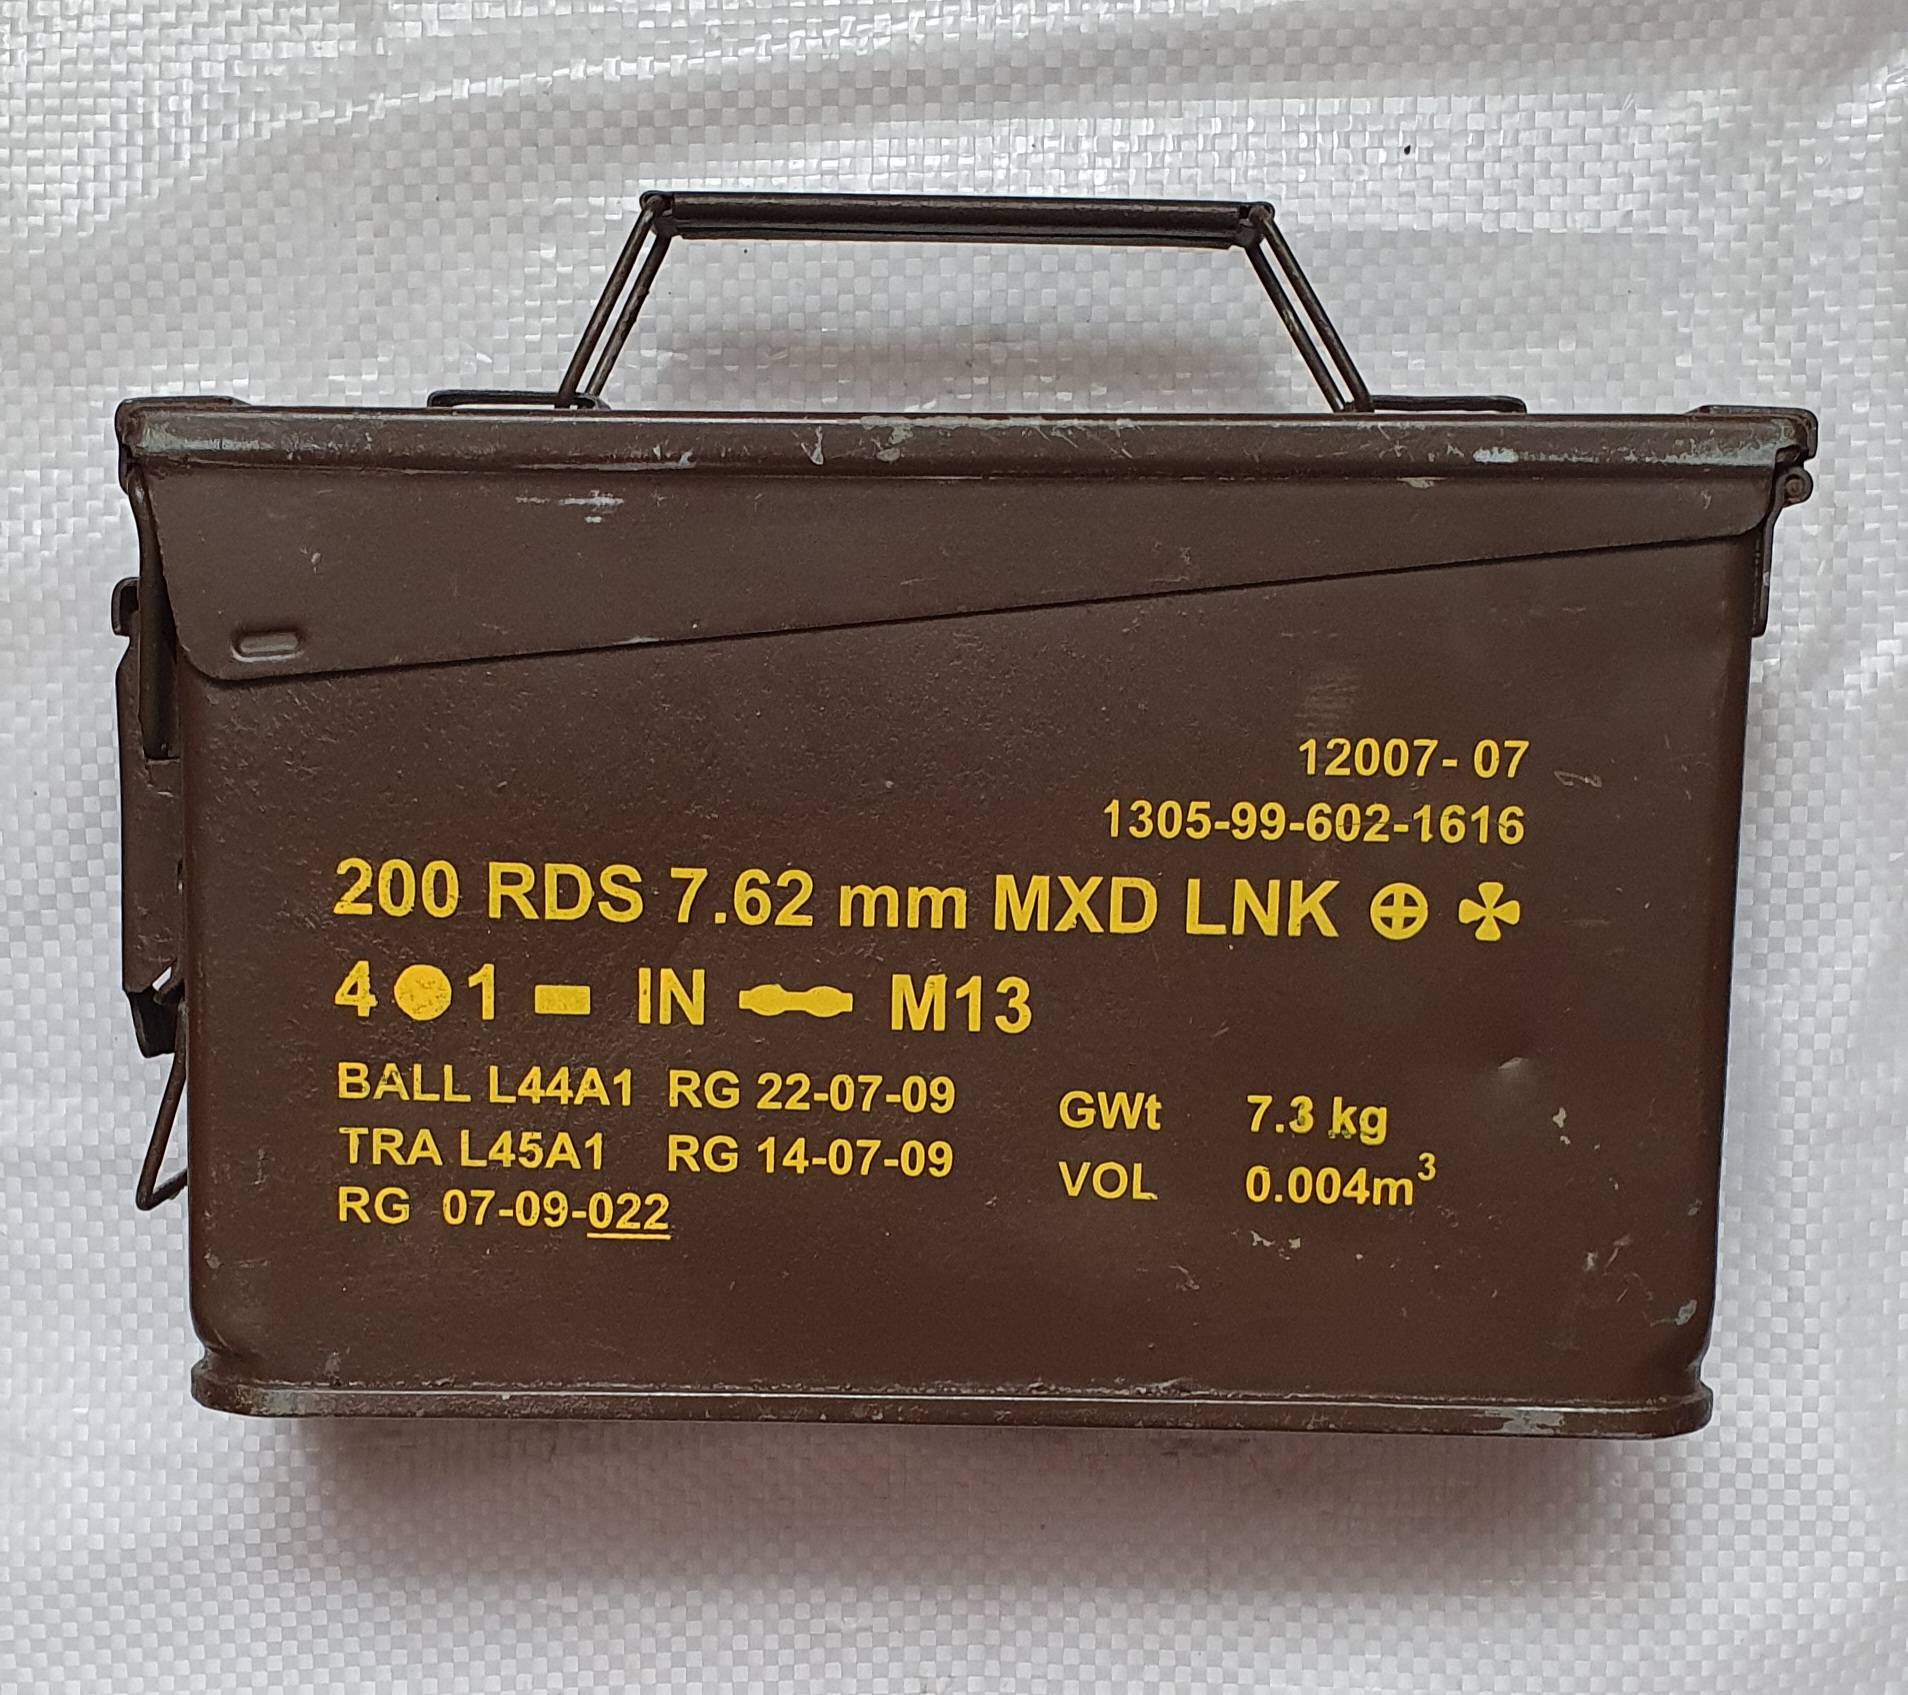 12007- 07
1305-99-602-1616
200 RDS 7.62 mm MXD LNK ⊕ ✤
4 ● 1 ▬ IN M13
BALL L44A1 RG 22-07-09
TRA L45A1 RG 14-07-09
RG 07-09-022
GWt 7.3 kg
VOL 0.004m³